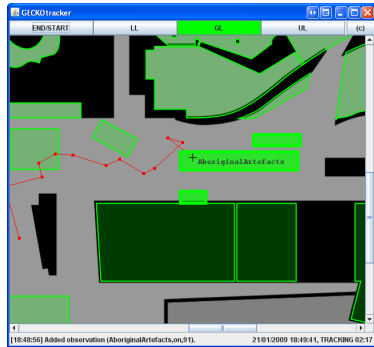 GECKOtracker
END/START LL GL UL (c)
AboriginalArtefacts
[18:48:56] Added observation (AboriginalArtefacts,on,91). 21/01/2009 18:49:41, TRACKING 02:17